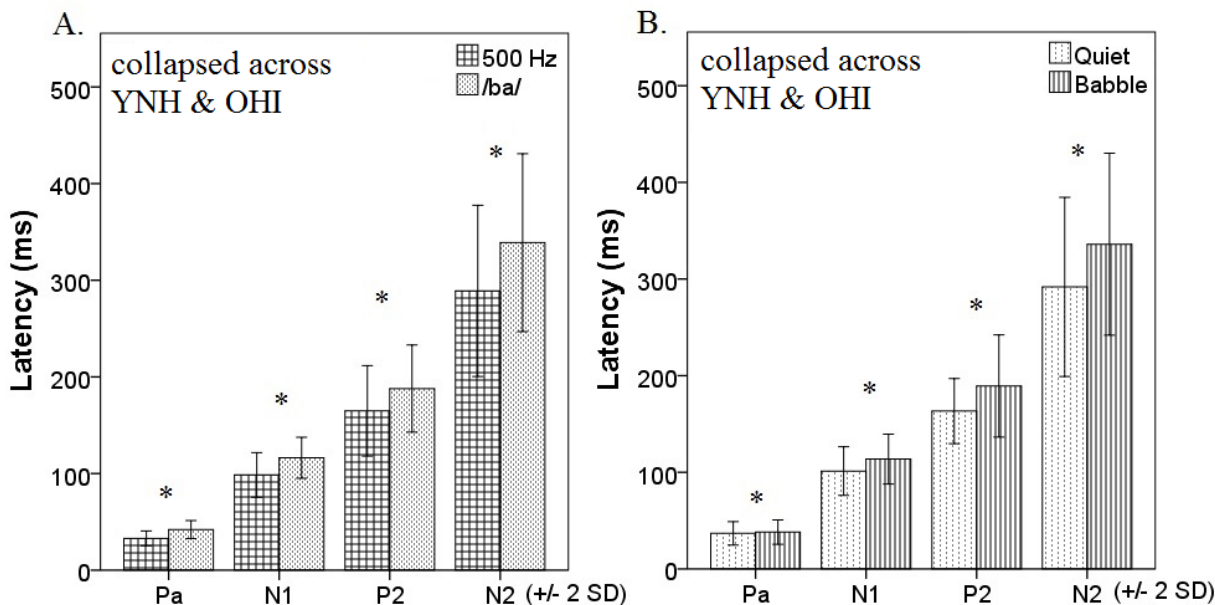 A.
collapsed across
YNH & OHI
500 Hz
/ba/
Latency (ms)
500
400
300
200
100
0
*
*
*
*
Pa N1 P2 N2 (+/- 2 SD)
B.
collapsed across
YNH & OHI
Quiet
Babble
Latency (ms)
500
400
300
200
100
0
*
*
*
*
Pa N1 P2 N2 (+/- 2 SD)